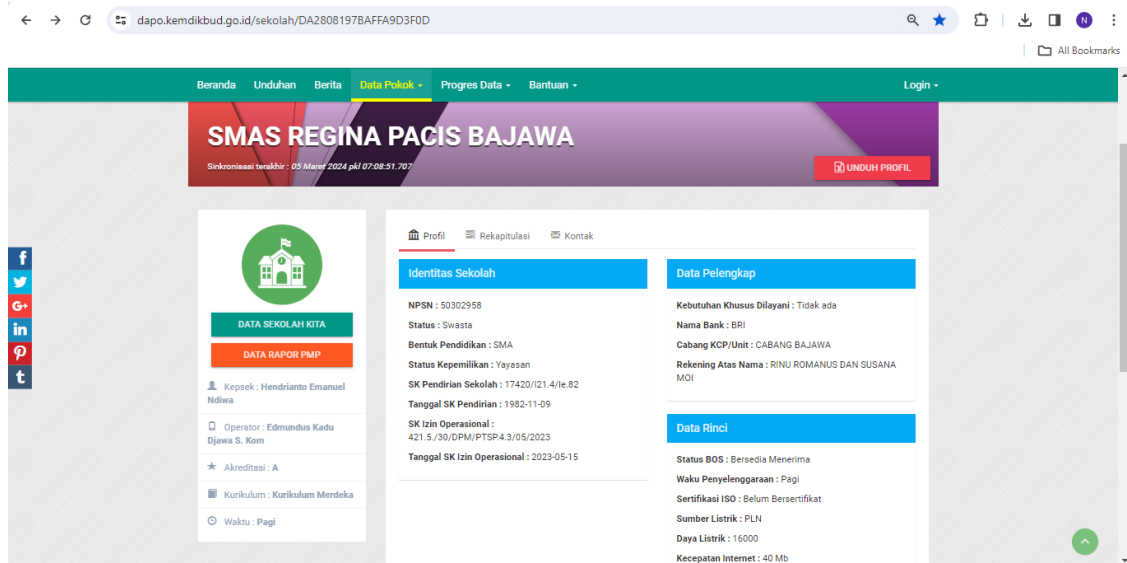 dapo.kemdikbud.go.id/sekolah/DA2808197BAFFA9D3F0D
N
All Bookmarks
Beranda Unduhan Berita Data Pokok Progres Data Bantuan Login
SMAS REGINA PACIS BAJAWA
Sinkronisasi terakhir : 05 Maret 2024 pkl 07:08:51.707
UNDUH PROFIL
f
G+
in
t
DATA SEKOLAH KITA
DATA RAPOR PMP
Kepsek : Hendrianto Emanuel
Ndiwa
Operator : Edmundus Kadu
Djawa S. Kom
Akreditasi : A
Kurikulum : Kurikulum Merdeka
Waktu : Pagi
Profil Rekapitulasi Kontak
Identitas Sekolah
NPSN : 50302958
Status : Swasta
Bentuk Pendidikan : SMA
Status Kepemilikan : Yayasan
SK Pendirian Sekolah : 17420/I21.4/Ie.82
Tanggal SK Pendirian : 1982-11-09
SK Izin Operasional :
421.5./30/DPM/PTSP.4.3/05/2023
Tanggal SK Izin Operasional : 2023-05-15
Data Pelengkap
Kebutuhan Khusus Dilayani : Tidak ada
Nama Bank : BRI
Cabang KCP/Unit : CABANG BAJAWA
Rekening Atas Nama : RINU ROMANUS DAN SUSANA
MOI
Data Rinci
Status BOS : Bersedia Menerima
Waku Penyelenggaraan : Pagi
Sertifikasi ISO : Belum Bersertifikat
Sumber Listrik : PLN
Daya Listrik : 16000
Kecepatan Internet : 40 Mb